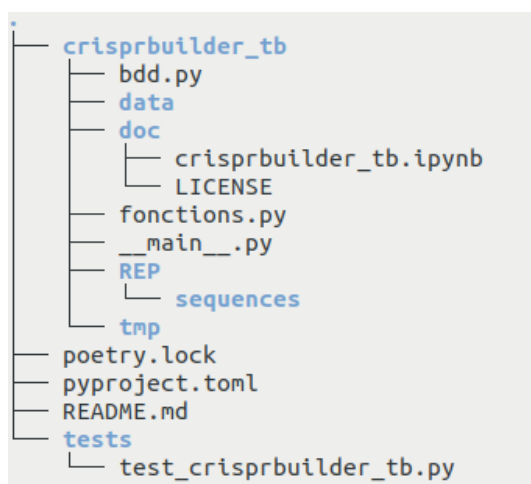 .
crisprbuilder_tb
bdd.py
data
doc
crisprbuilder_tb.ipynb
LICENSE
fonctions.py
__main__.py
REP
sequences
tmp
poetry.lock
pyproject.toml
README.md
tests
test_crisprbuilder_tb.py